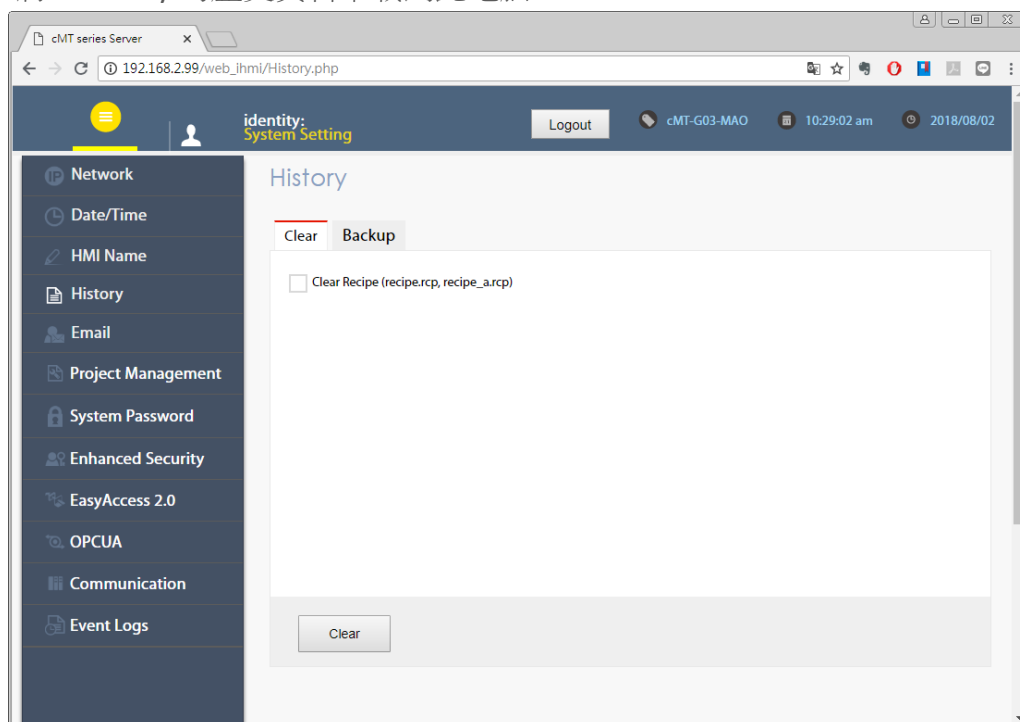 cMT series Server
192.168.2.99/web_ihmi/History.php
identity:
System Setting
Logout
cMT-G03-MAO
10:29:02 am
2018/08/02
Network
Date/Time
HMI Name
History
Email
Project Management
System Password
Enhanced Security
EasyAccess 2.0
OPCUA
Communication
Event Logs
History
Clear
Backup
Clear Recipe (recipe.rcp, recipe_a.rcp)
Clear